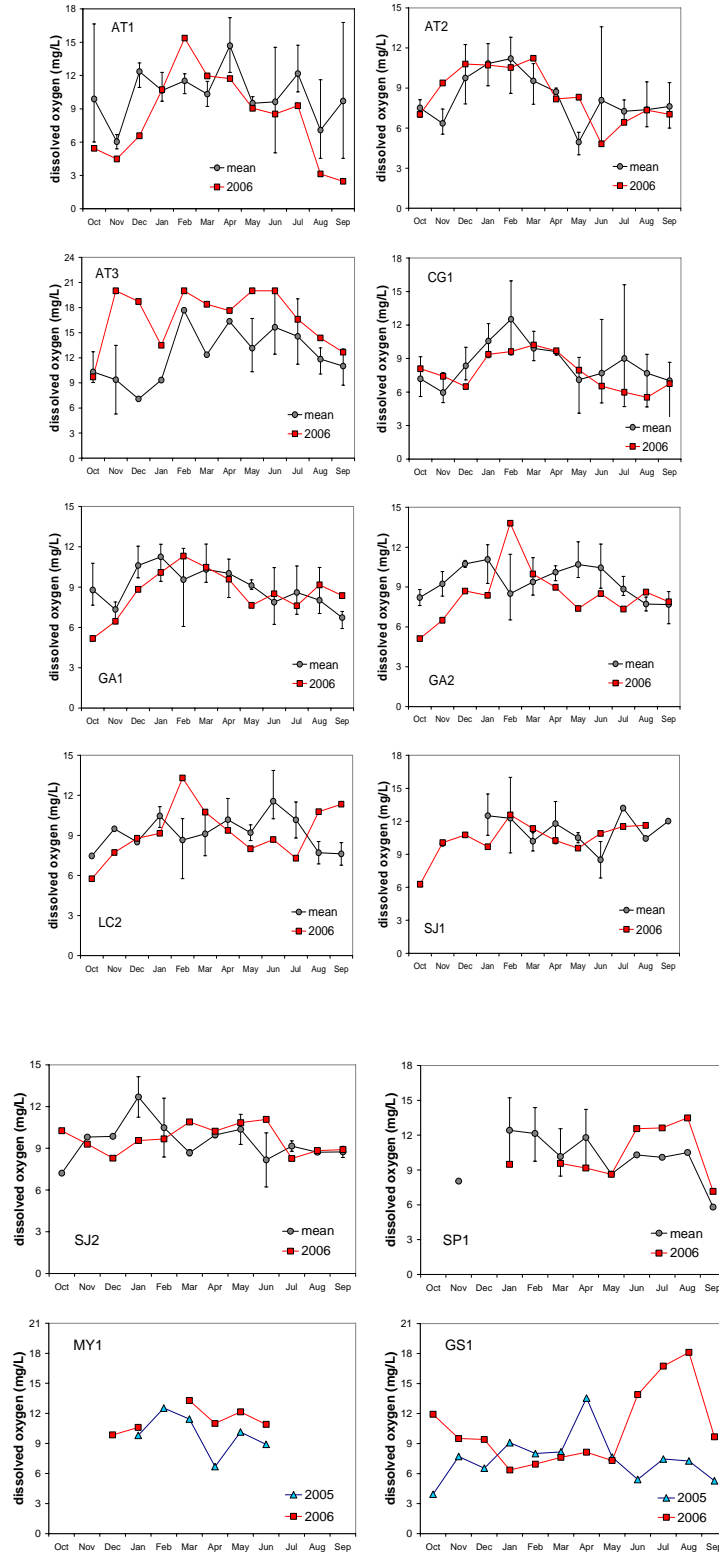 AT1
dissolved oxygen (mg/L)
18
15
12
9
6
3
0
mean
2006
Oct Nov Dec Jan Feb Mar Apr May Jun Jul Aug Sep
AT2
dissolved oxygen (mg/L)
15
12
9
6
3
0
mean
2006
Oct Nov Dec Jan Feb Mar Apr May Jun Jul Aug Sep
AT3
dissolved oxygen (mg/L)
24
21
18
15
12
9
6
3
0
mean
2006
Oct Nov Dec Jan Feb Mar Apr May Jun Jul Aug Sep
CG1
dissolved oxygen (mg/L)
18
15
12
9
6
3
0
mean
2006
Oct Nov Dec Jan Feb Mar Apr May Jun Jul Aug Sep
dissolved oxygen (mg/L)
15
12
9
6
3
0
mean
2006
GA1
Oct Nov Dec Jan Feb Mar Apr May Jun Jul Aug Sep
dissolved oxygen (mg/L)
15
12
9
6
3
0
mean
2006
GA2
Oct Nov Dec Jan Feb Mar Apr May Jun Jul Aug Sep
dissolved oxygen (mg/L)
15
12
9
6
3
0
mean
2006
LC2
Oct Nov Dec Jan Feb Mar Apr May Jun Jul Aug Sep
dissolved oxygen (mg/L)
18
15
12
9
6
3
0
mean
2006
SJ1
Oct Nov Dec Jan Feb Mar Apr May Jun Jul Aug Sep
dissolved oxygen (mg/L)
15
12
9
6
3
0
mean
2006
SJ2
Oct Nov Dec Jan Feb Mar Apr May Jun Jul Aug Sep
dissolved oxygen (mg/L)
18
15
12
9
6
3
0
mean
2006
SP1
Oct Nov Dec Jan Feb Mar Apr May Jun Jul Aug Sep
MY1
dissolved oxygen (mg/L)
21
18
15
12
9
6
3
0
2005
2006
Oct Nov Dec Jan Feb Mar Apr May Jun Jul Aug Sep
GS1
dissolved oxygen (mg/L)
21
18
15
12
9
6
3
0
2005
2006
Oct Nov Dec Jan Feb Mar Apr May Jun Jul Aug Sep